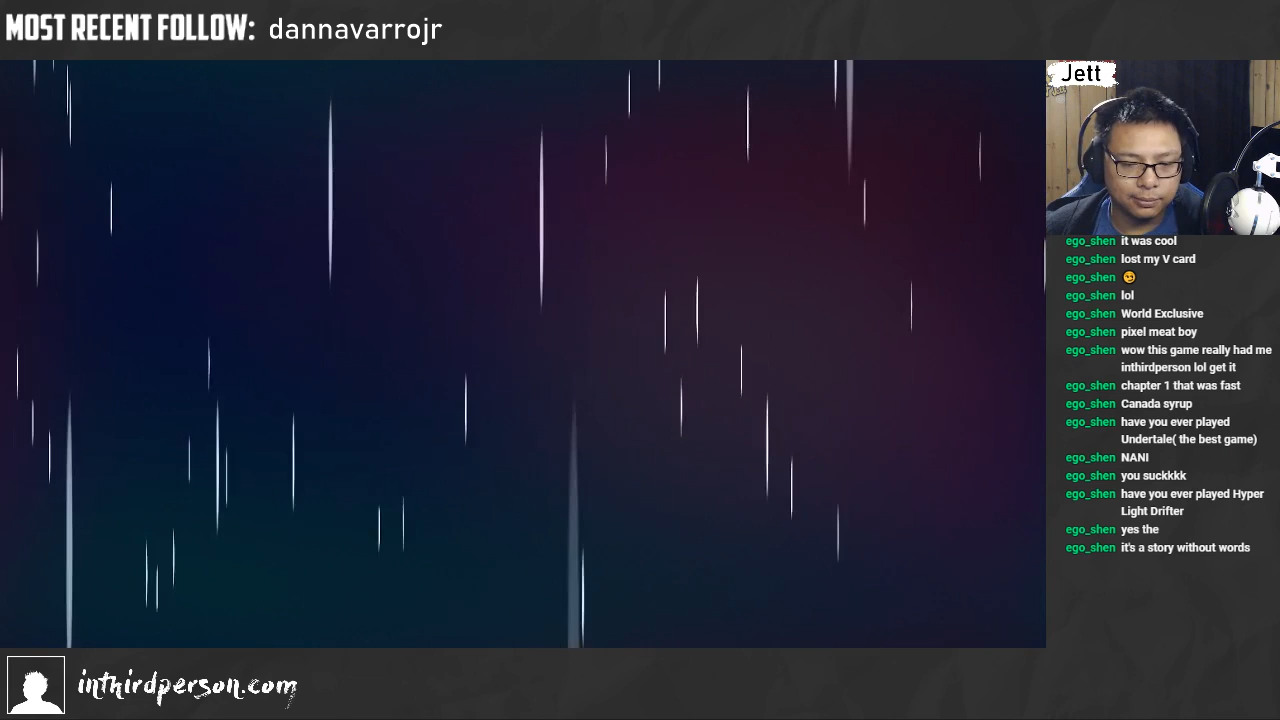 MOST RECENT FOLLOW: dannavarrojr
Jett
ego_shen it was cool
ego_shen lost my V card
ego_shen 😏
ego_shen lol
ego_shen World Exclusive
ego_shen pixel meat boy
ego_shen wow this game really had me
inthirdperson lol get it
ego_shen chapter 1 that was fast
ego_shen Canada syrup
ego_shen have you ever played
Undertale( the best game)
ego_shen NANI
ego_shen you suckkkk
ego_shen have you ever played Hyper
Light Drifter
ego_shen yes the
ego_shen it's a story without words
inthirdperson.com